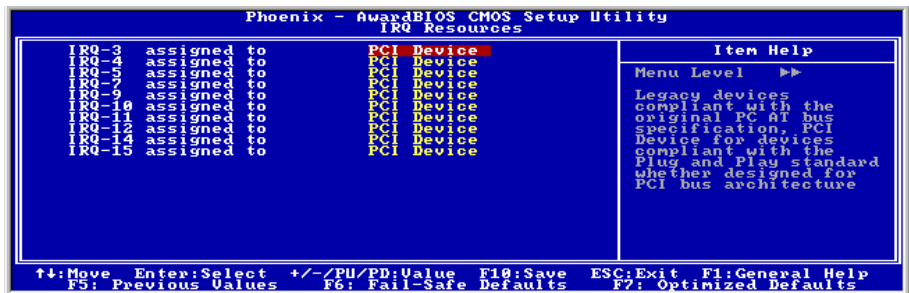 Phoenix - AwardBIOS CMOS Setup Utility
IRQ Resources
IRQ-3 assigned to PCI Device
IRQ-4 assigned to PCI Device
IRQ-5 assigned to PCI Device
IRQ-7 assigned to PCI Device
IRQ-9 assigned to PCI Device
IRQ-10 assigned to PCI Device
IRQ-11 assigned to PCI Device
IRQ-12 assigned to PCI Device
IRQ-14 assigned to PCI Device
IRQ-15 assigned to PCI Device
Item Help
Menu Level ▶▶
Legacy devices
compliant with the
original PC AT bus
specification, PCI
Device for devices
compliant with the
Plug and Play standard
whether designed for
PCI bus architecture
↑↓:Move Enter:Select +/-/PU/PD:Value F10:Save ESC:Exit F1:General Help
F5: Previous Values F6: Fail-Safe Defaults F7: Optimized Defaults